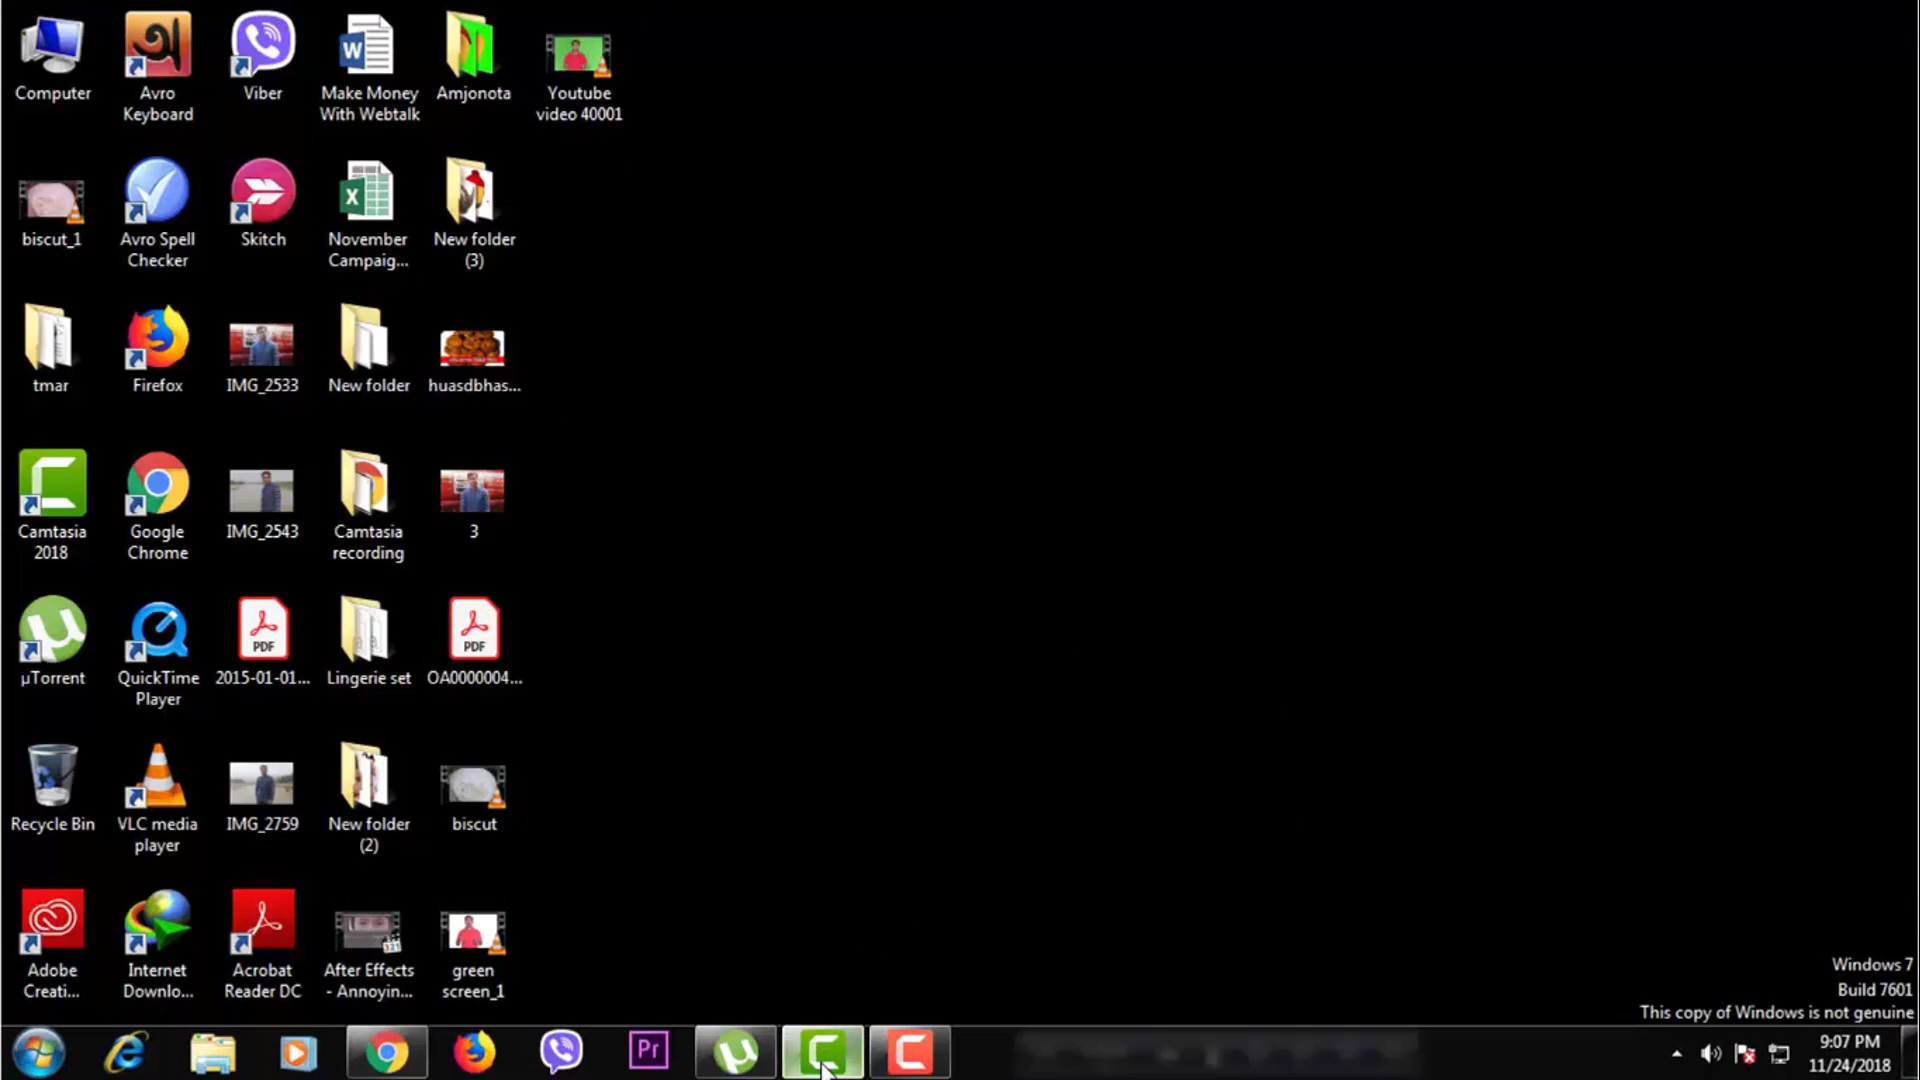 Computer
Avro
Keyboard
Viber
Make Money
With Webtalk
Amjonota
Youtube
video 40001
biscut_1
Avro Spell
Checker
Skitch
November
Campaig...
New folder
(3)
tmar
Firefox
IMG_2533
New folder
huasdbhas...
Camtasia
2018
Google
Chrome
IMG_2543
Camtasia
recording
3
µTorrent
QuickTime
Player
PDF
2015-01-01...
Lingerie set
PDF
OA0000004...
Recycle Bin
VLC media
player
IMG_2759
New folder
(2)
biscut
Adobe
Creati...
Internet
Downlo...
Acrobat
Reader DC
After Effects
- Annoyin...
green
screen_1
Windows 7
Build 7601
This copy of Windows is not genuine
Pr
9:07 PM
11/24/2018